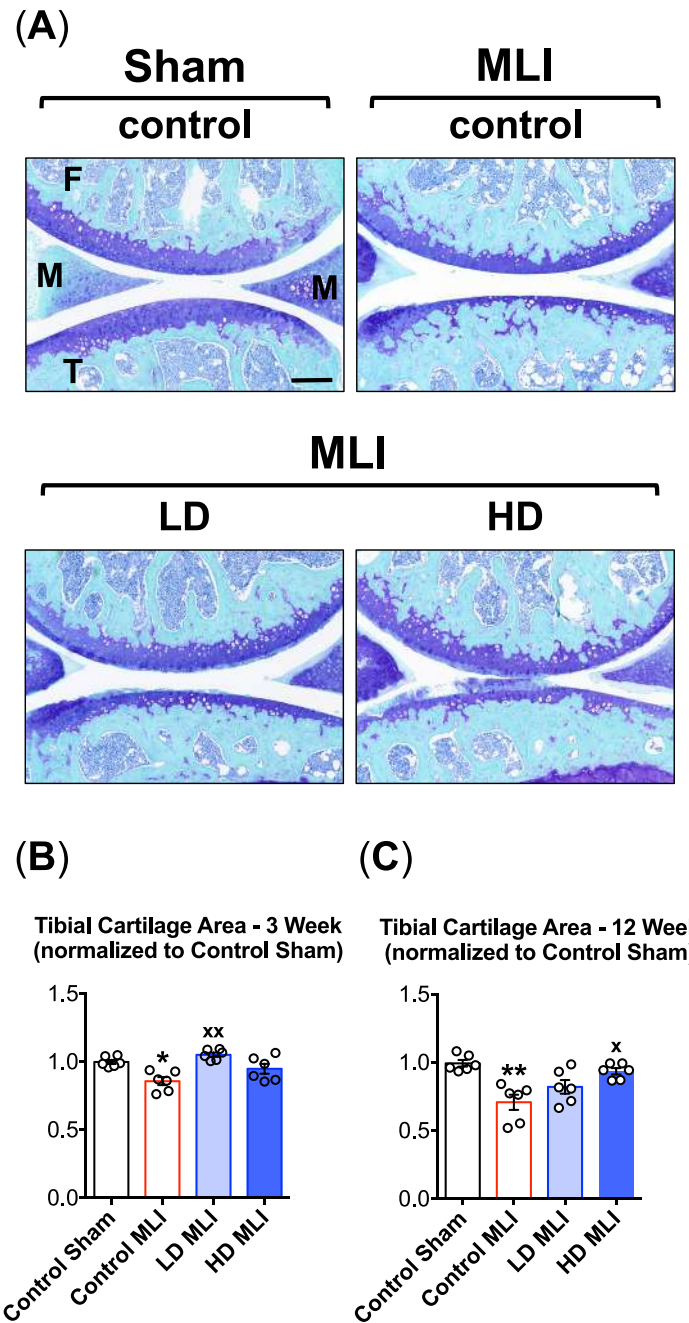 (A)
Sham
MLI
control
control
F
M
M
T
MLI
LD
HD
(B)
(C)
Tibial Cartilage Area - 3 Week
(normalized to Control Sham)
Tibial Cartilage Area - 12 Wee
(normalized to Control Sham)
1.5
1.0
0.5
0.0
*
xx
Control Sham
Control MLI
LD MLI
HD MLI
1.5
1.0
0.5
0.0
**
x
Control Sham
Control MLI
LD MLI
HD MLI